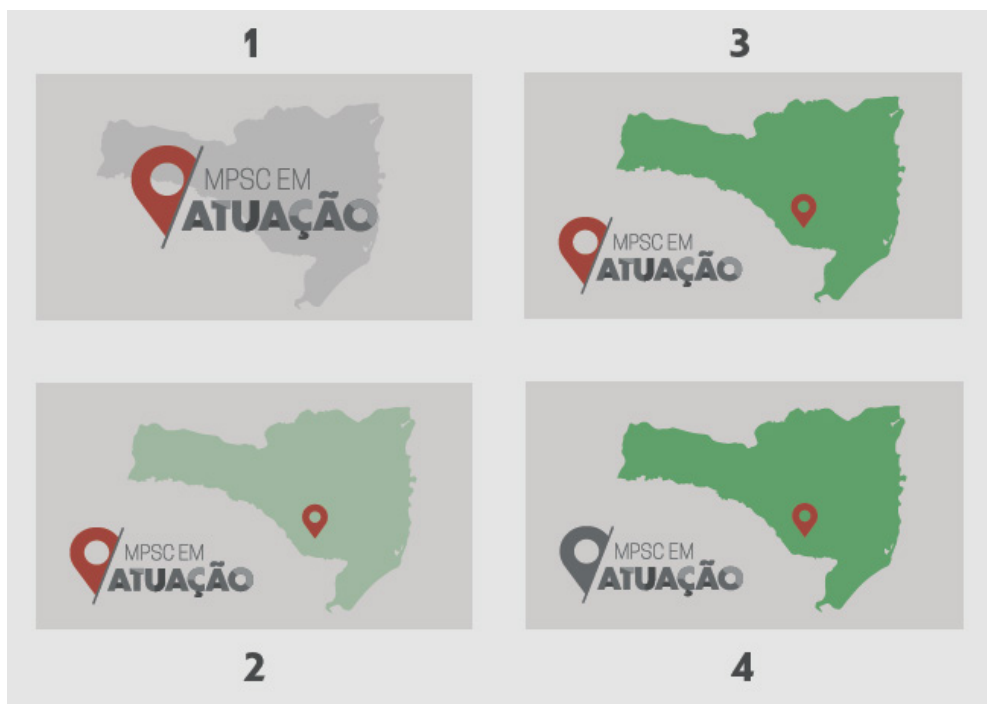 1
MPSC EM
ATUAÇÃO
3
MPSC EM
ATUAÇÃO
MPSC EM
ATUAÇÃO
2
MPSC EM
ATUAÇÃO
4